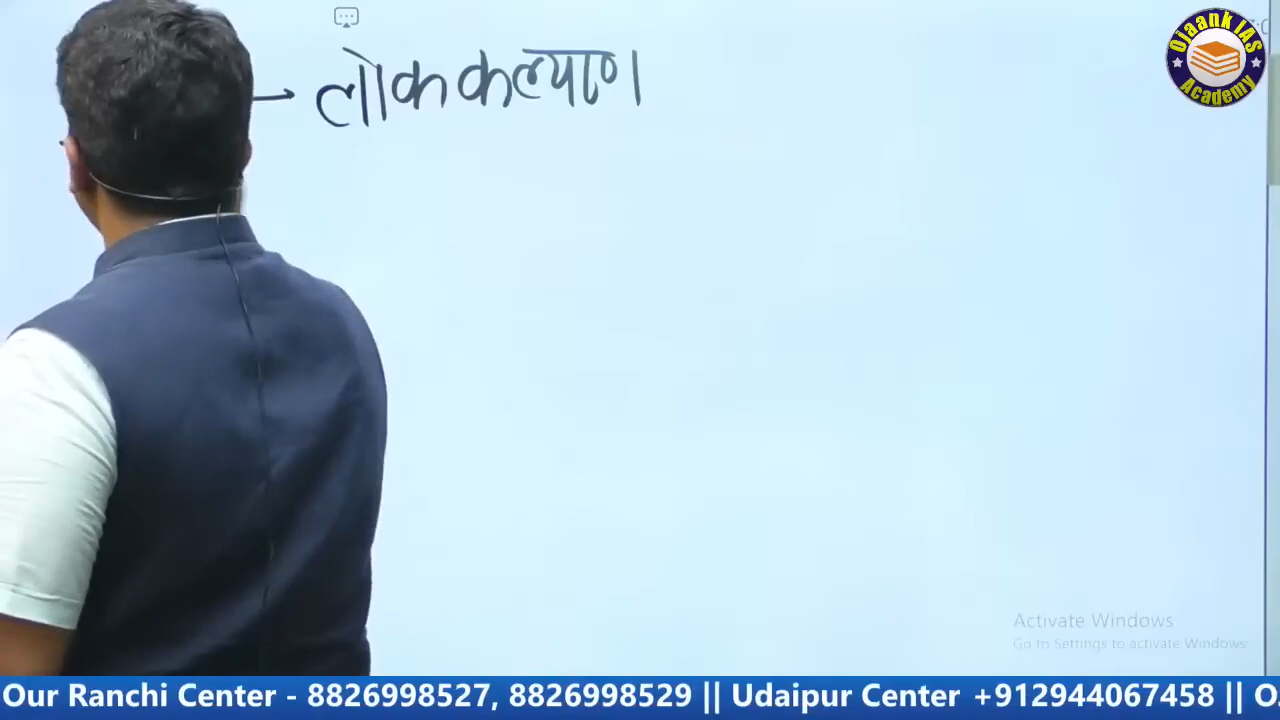 → लोक कल्याण
Ojaank IAS
Academy
Activate Windows
Go to Settings to activate Windows
Our Ranchi Center - 8826998527, 8826998529 || Udaipur Center +912944067458 || O